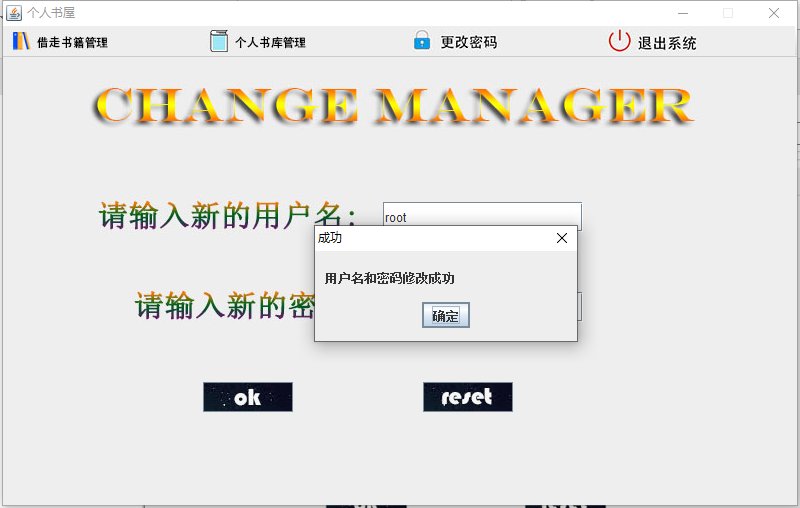 个人书屋
借走书籍管理 个人书库管理 更改密码 退出系统
CHANGE MANAGER
请输入新的用户名： root
成功
用户名和密码修改成功
请输入新的密
确定
ok reset